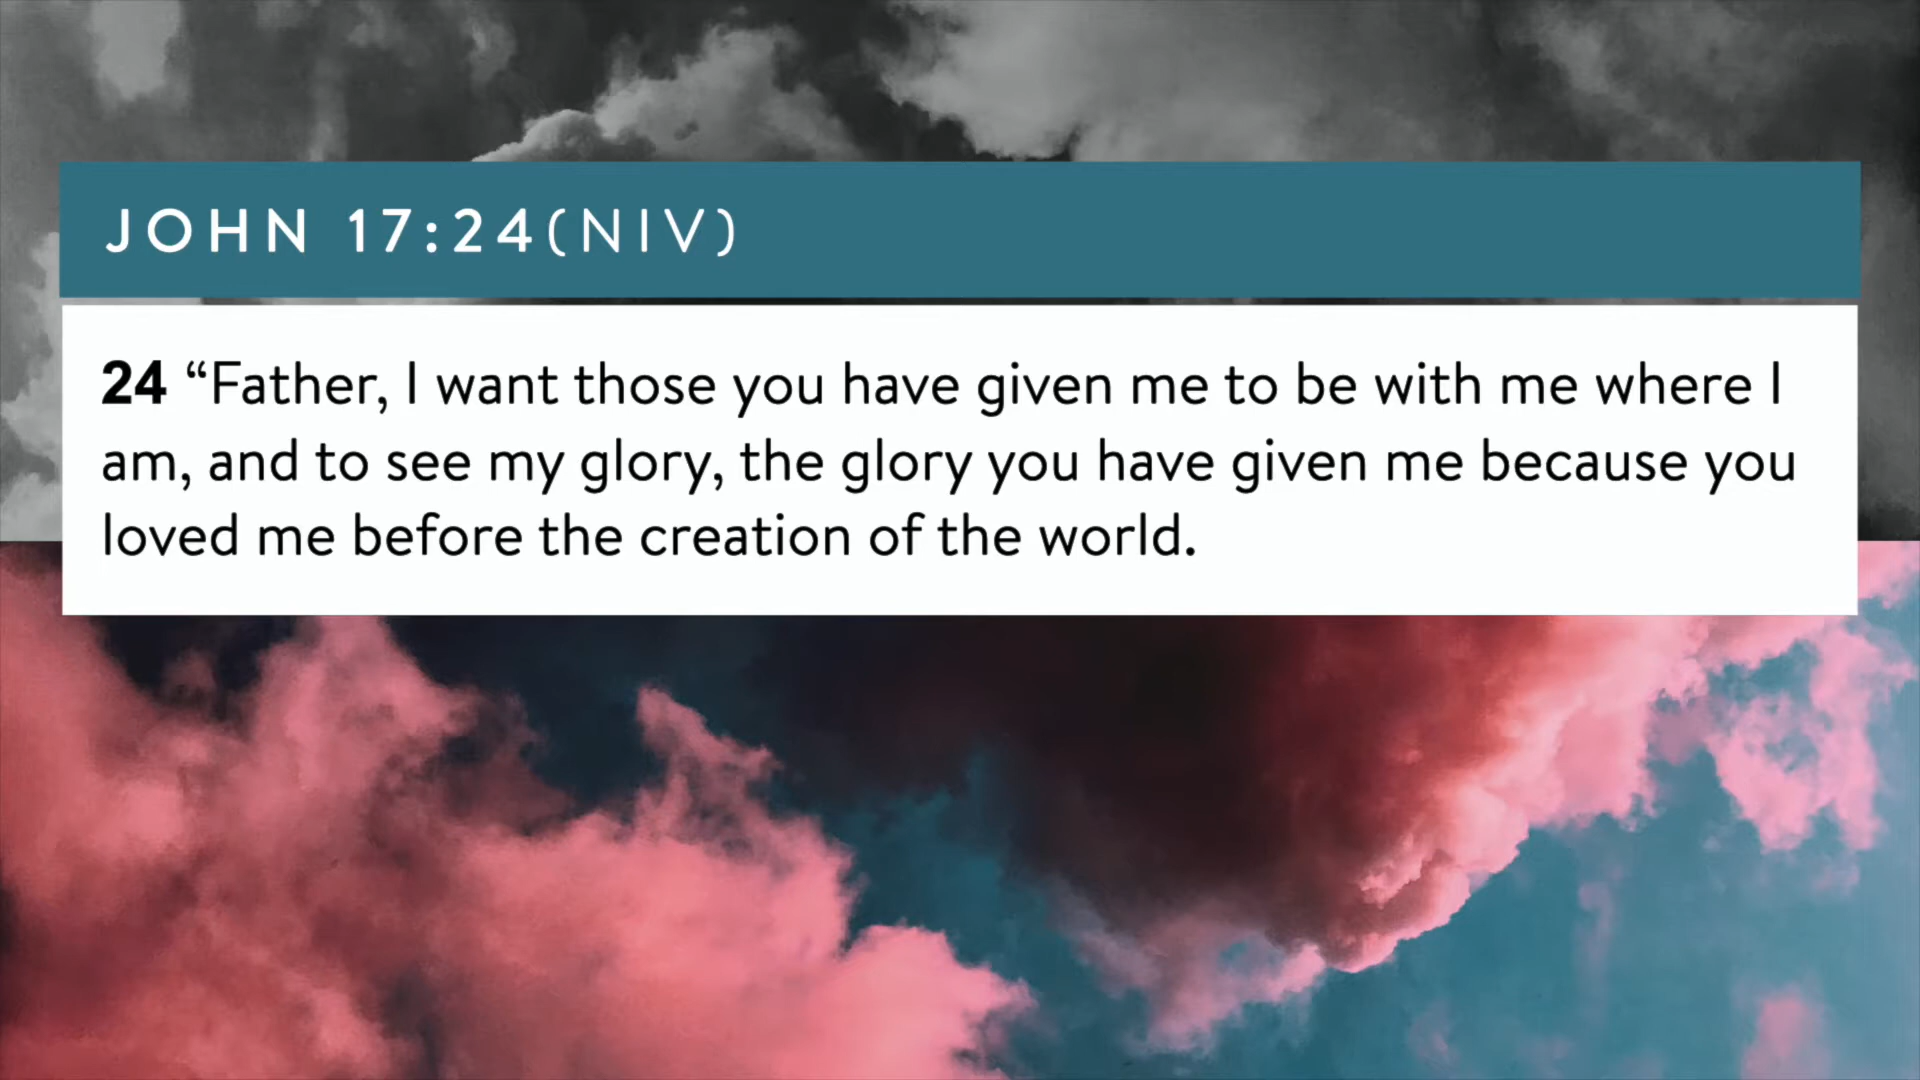 JOHN 17:24(NIV)
24 “Father, I want those you have given me to be with me where I
am, and to see my glory, the glory you have given me because you
loved me before the creation of the world.